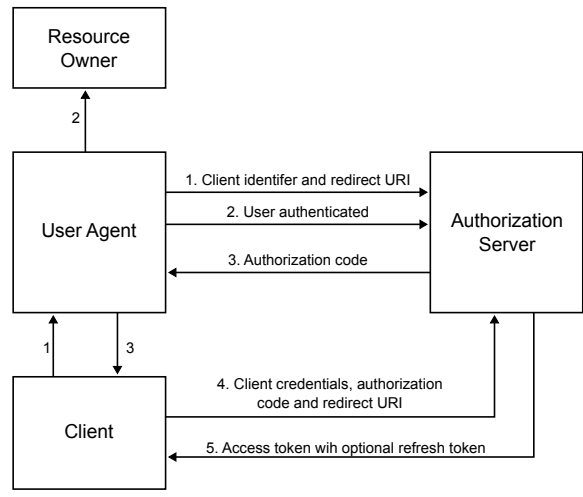 Resource
Owner
2
1. Client identifer and redirect URI
2. User authenticated
User Agent
Authorization
Server
3. Authorization code
1
3
4. Client credentials, authorization
code and redirect URI
Client
5. Access token wih optional refresh token